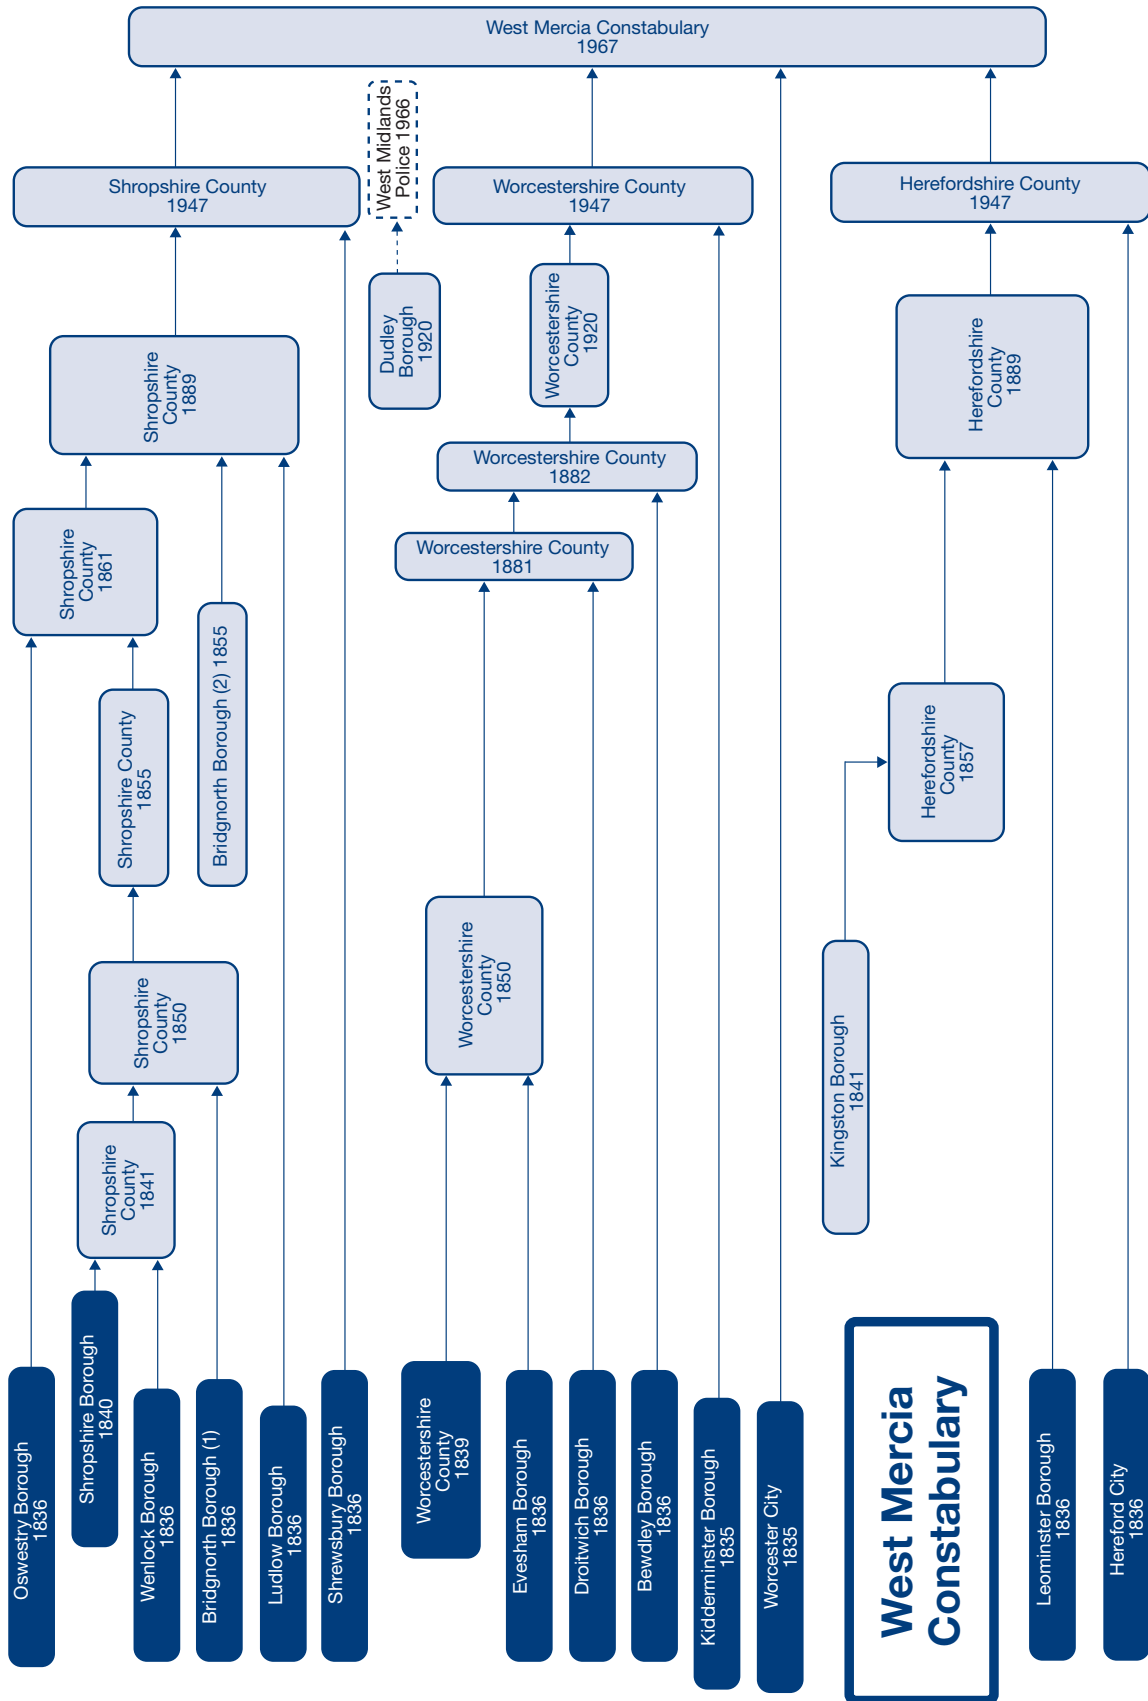 West Mercia Constabulary
1967
West Midlands
Police 1966
Shropshire County
1947
Worcestershire County
1947
Herefordshire County
1947
Dudley
Borough
1920
Worcestershire
County
1920
Shropshire
County
1889
Herefordshire
County
1889
Worcestershire County
1882
Shropshire
County
1861
Worcestershire County
1881
Bridgnorth Borough (2) 1855
Shropshire County
1855
Herefordshire
County
1857
Shropshire
County
1850
Worcestershire
County
1850
Kingston Borough
1841
Shropshire
County
1841
Oswestry Borough
1836
Shropshire Borough
1840
Wenlock Borough
1836
Bridgnorth Borough (1)
1836
Ludlow Borough
1836
Shrewsbury Borough
1836
Worcestershire
County
1839
Evesham Borough
1836
Droitwich Borough
1836
Bewdley Borough
1836
Kidderminster Borough
1835
Worcester City
1835
West Mercia
Constabulary
Leominster Borough
1836
Hereford City
1836